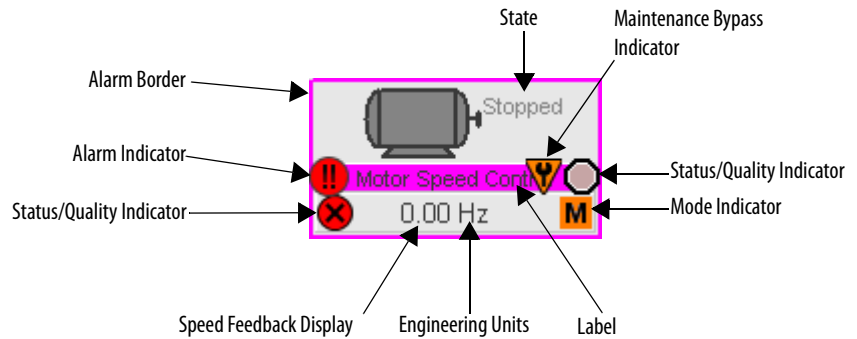 State
Maintenance Bypass
Indicator
Alarm Border
Stopped
Alarm Indicator
!!
Motor Speed Cont
Status/Quality Indicator
Status/Quality Indicator
0.00 Hz
M
Mode Indicator
Speed Feedback Display
Engineering Units
Label